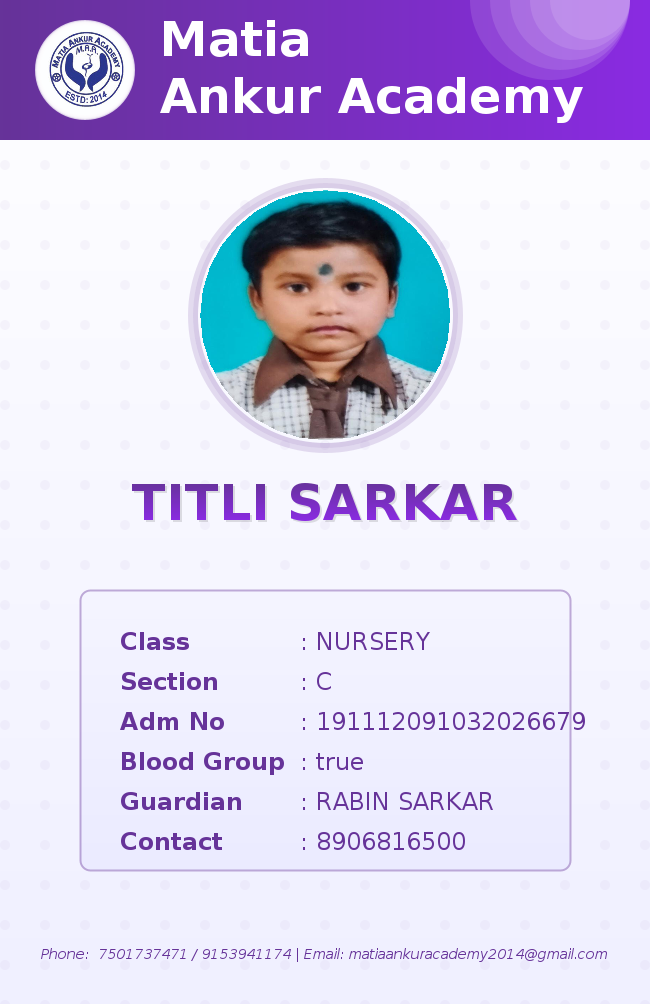 MATIA ANKUR ACADEMY
M.A.A
ESTD: 2014
Matia
Ankur Academy
TITLI SARKAR
Class : NURSERY
Section : C
Adm No : 191112091032026679
Blood Group : true
Guardian : RABIN SARKAR
Contact : 8906816500
Phone: 7501737471 / 9153941174 | Email: matiaankuracademy2014@gmail.com